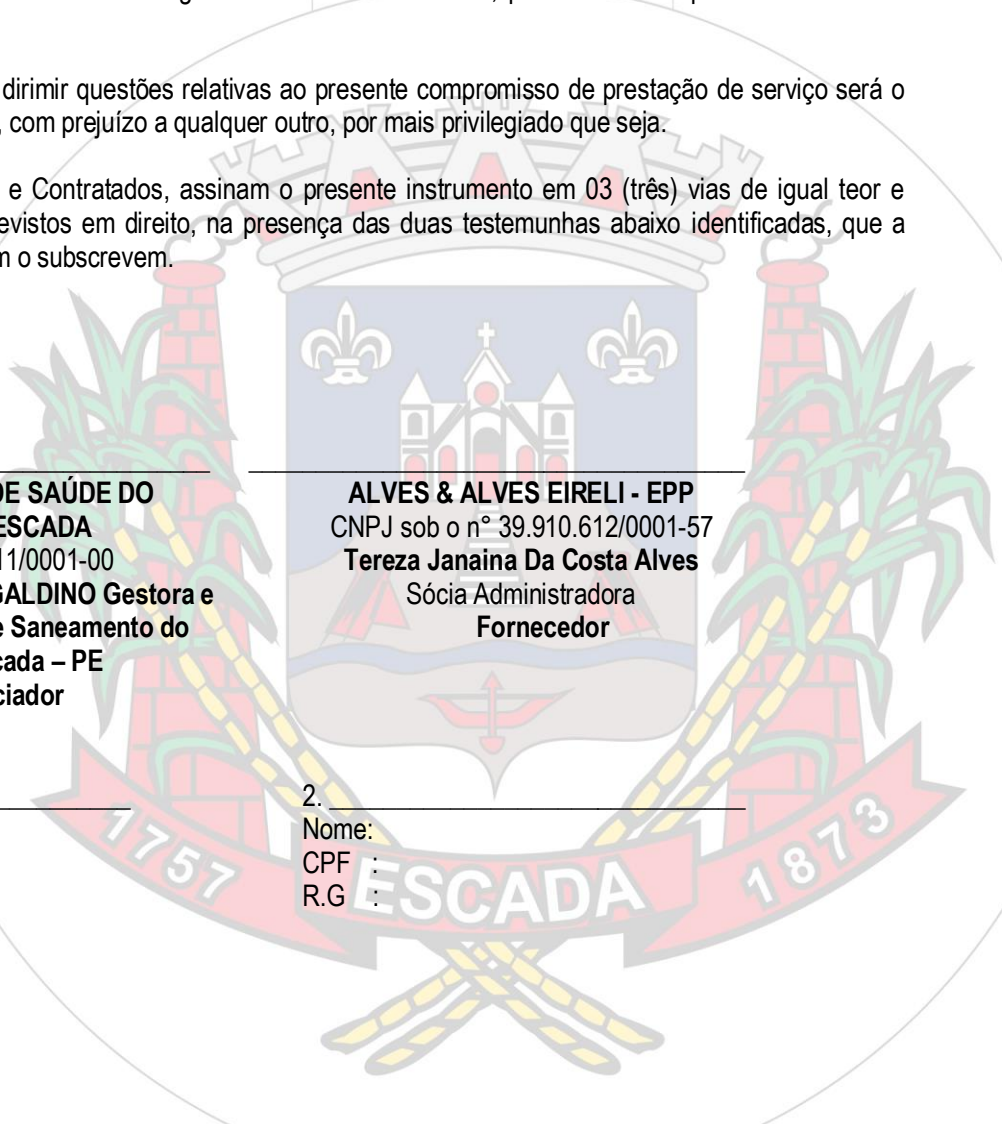 dirimir questões relativas ao presente compromisso de prestação de serviço será o
, com prejuízo a qualquer outro, por mais privilegiado que seja.
e Contratados, assinam o presente instrumento em 03 (três) vias de igual teor e
evistos em direito, na presença das duas testemunhas abaixo identificadas, que a
m o subscrevem.
DE SAÚDE DO
ESCADA
11/0001-00
GALDINO Gestora e
e Saneamento do
cada – PE
ciador
ALVES & ALVES EIRELI - EPP
CNPJ sob o n° 39.910.612/0001-57
Tereza Janaina Da Costa Alves
Sócia Administradora
Fornecedor
2.
Nome:
CPF :
R.G :
1757
ESCADA
1873